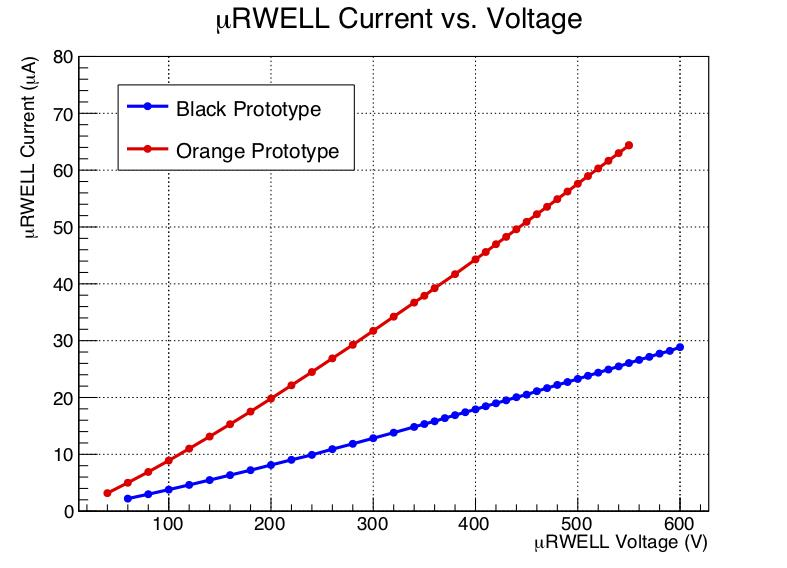 μRWELL Current vs. Voltage
μRWELL Current (μA)
80
70
60
50
40
30
20
10
0
Black Prototype
Orange Prototype
100 200 300 400 500 600
μRWELL Voltage (V)